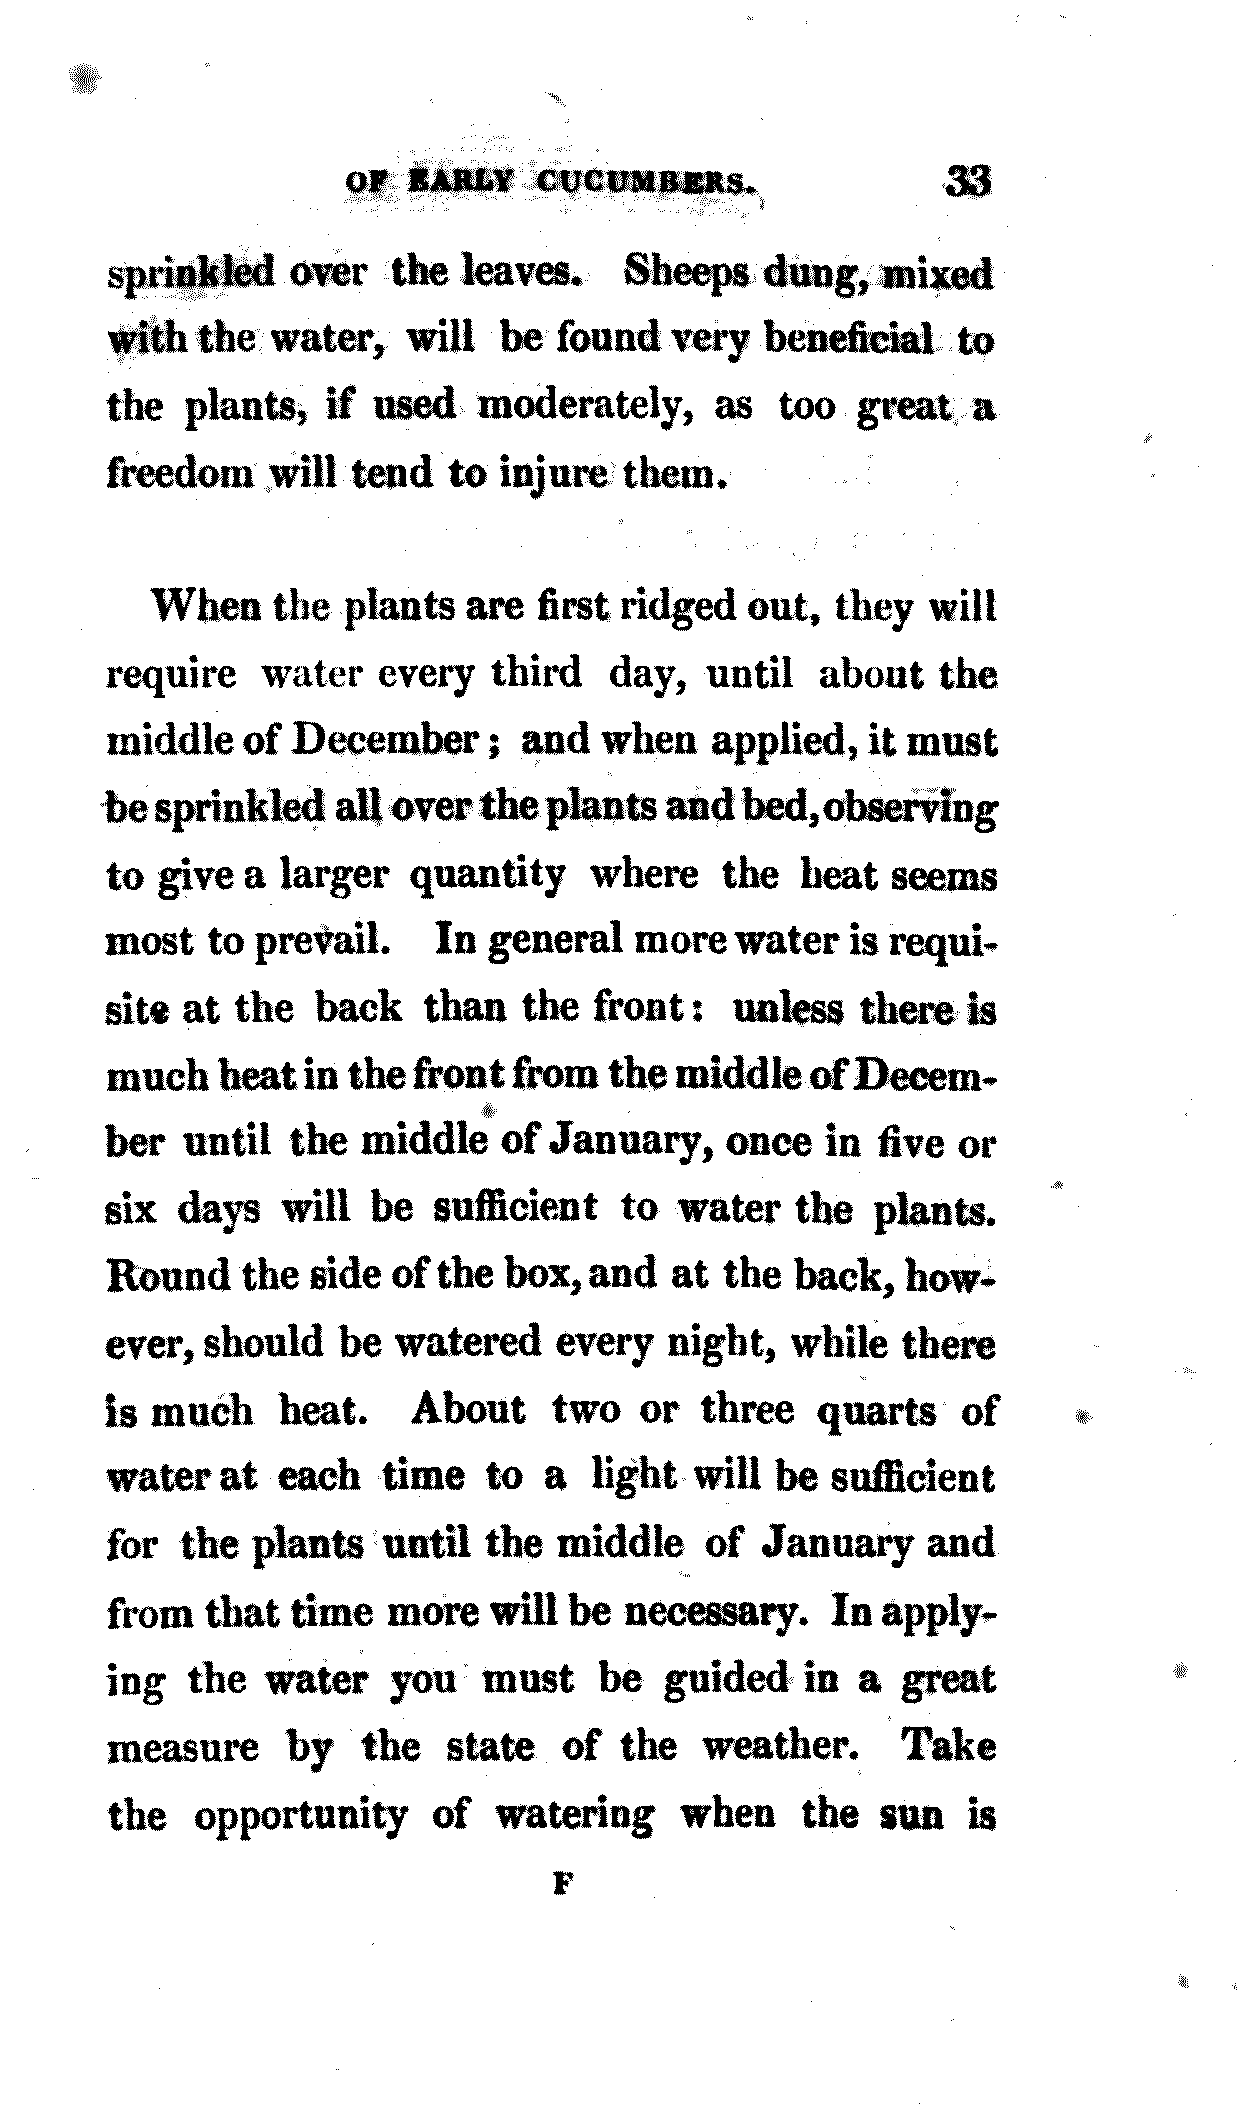 OF EARLY CUCUMBERS. 33
sprinkled over the leaves. Sheeps dung, mixed
with the water, will be found very beneficial to
the plants, if used moderately, as too great a
freedom will tend to injure them.
When the plants are first ridged out, they will
require water every third day, until about the
middle of December; and when applied, it must
be sprinkled all over the plants and bed, observing
to give a larger quantity where the heat seems
most to prevail. In general more water is requi-
site at the back than the front: unless there is
much heat in the front from the middle of Decem-
ber until the middle of January, once in five or
six days will be sufficient to water the plants.
Round the side of the box, and at the back, how-
ever, should be watered every night, while there
is much heat. About two or three quarts of
water at each time to a light will be sufficient
for the plants until the middle of January and
from that time more will be necessary. In apply-
ing the water you must be guided in a great
measure by the state of the weather. Take
the opportunity of watering when the sun is
F